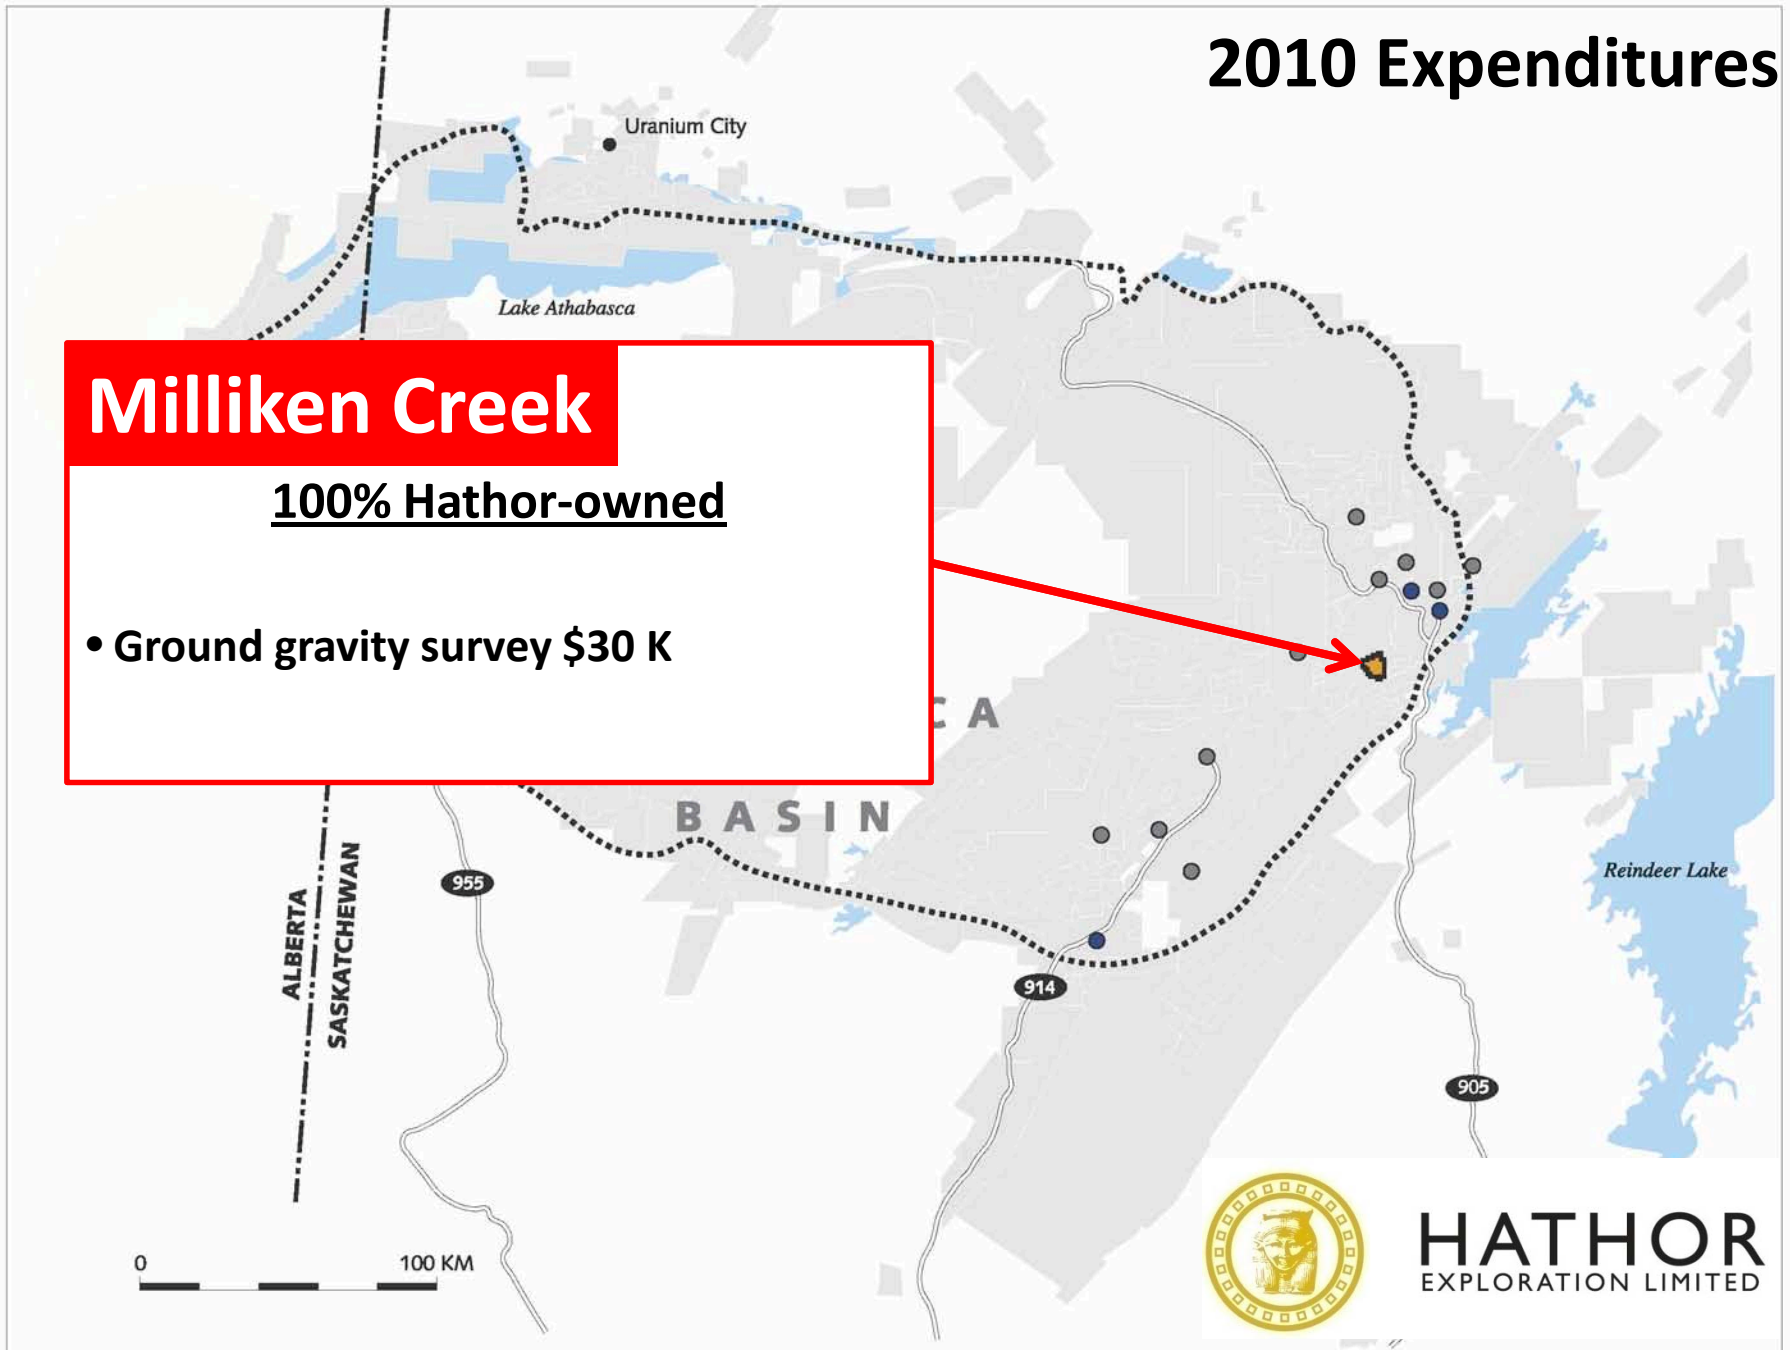 2010 Expenditures
Uranium City
Lake Athabasca
Milliken Creek
100% Hathor-owned
• Ground gravity survey $30 K
CA
BASIN
955
ALBERTA
SASKATCHEWAN
Reindeer Lake
914
905
0 100 KM
HATHOR
EXPLORATION LIMITED